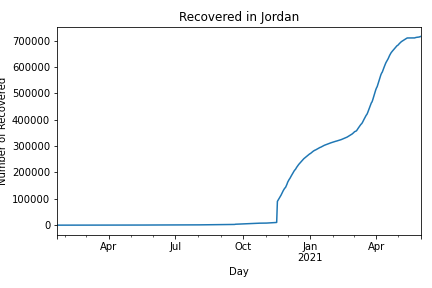 Recovered in Jordan
Number of Recovered
700000
600000
500000
400000
300000
200000
100000
0
Apr
Jul
Oct
Jan
2021
Apr
Day